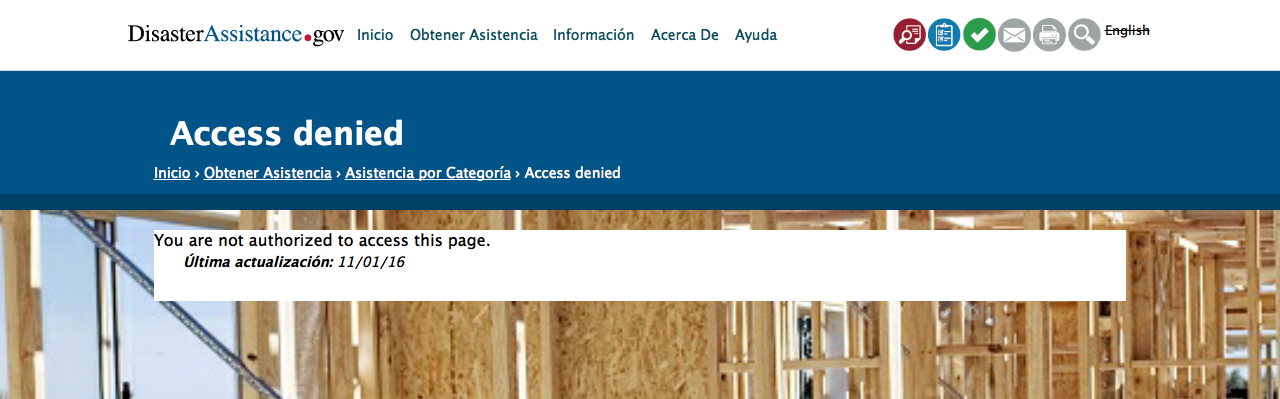 DisasterAssistance.gov Inicio Obtener Asistencia Información Acerca De Ayuda English
Access denied
Inicio › Obtener Asistencia › Asistencia por Categoría › Access denied
You are not authorized to access this page.
Última actualización: 11/01/16